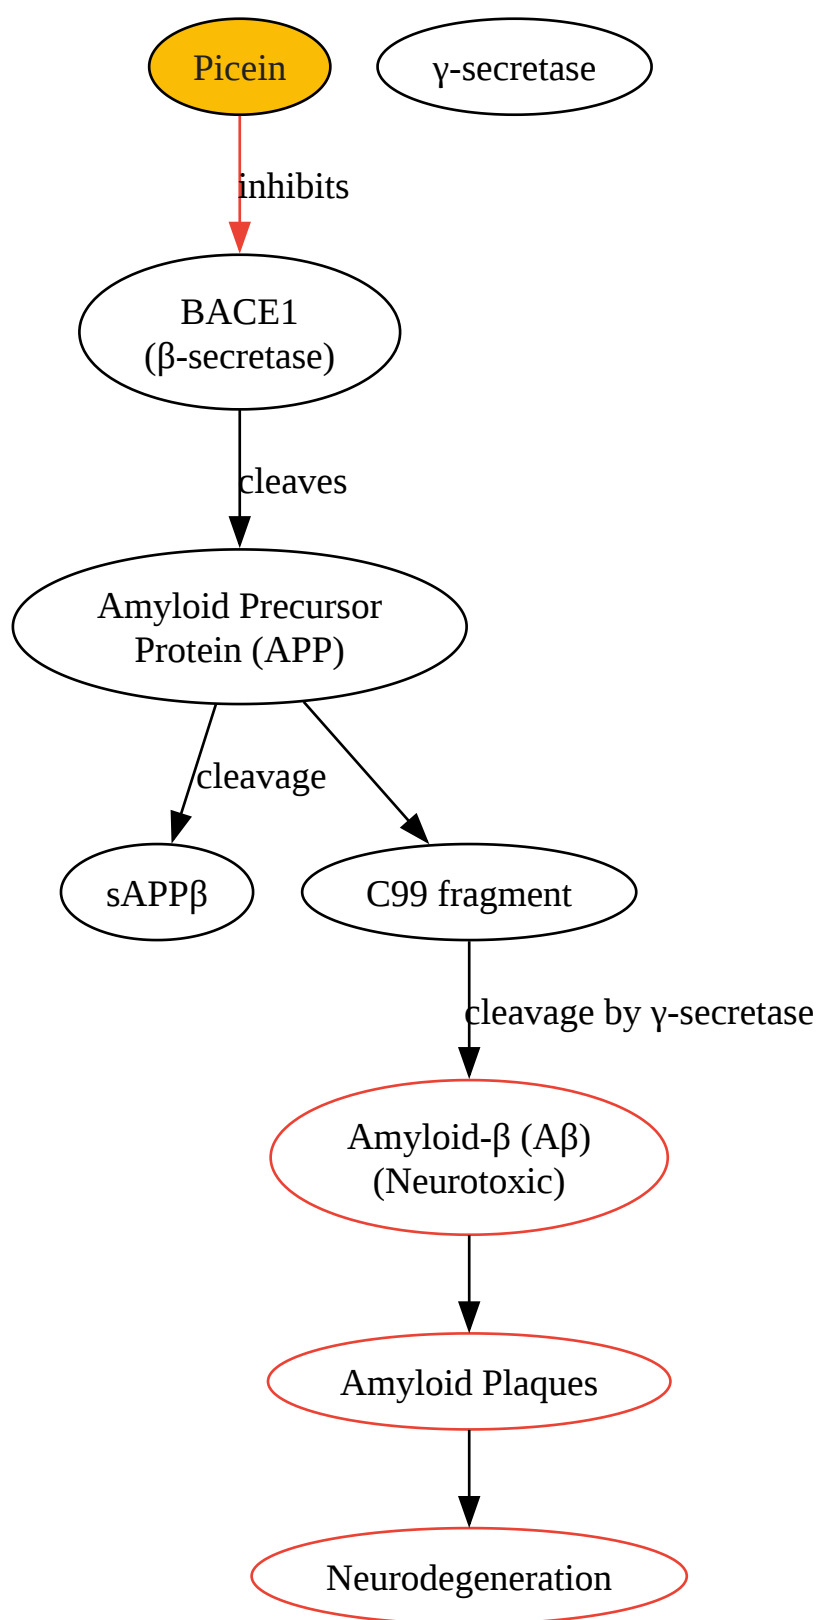 Picein
γ-secretase
inhibits
BACE1
(β-secretase)
cleaves
Amyloid Precursor
Protein (APP)
cleavage
sAPPβ
C99 fragment
cleavage by γ-secretase
Amyloid-β (Aβ)
(Neurotoxic)
Amyloid Plaques
Neurodegeneration